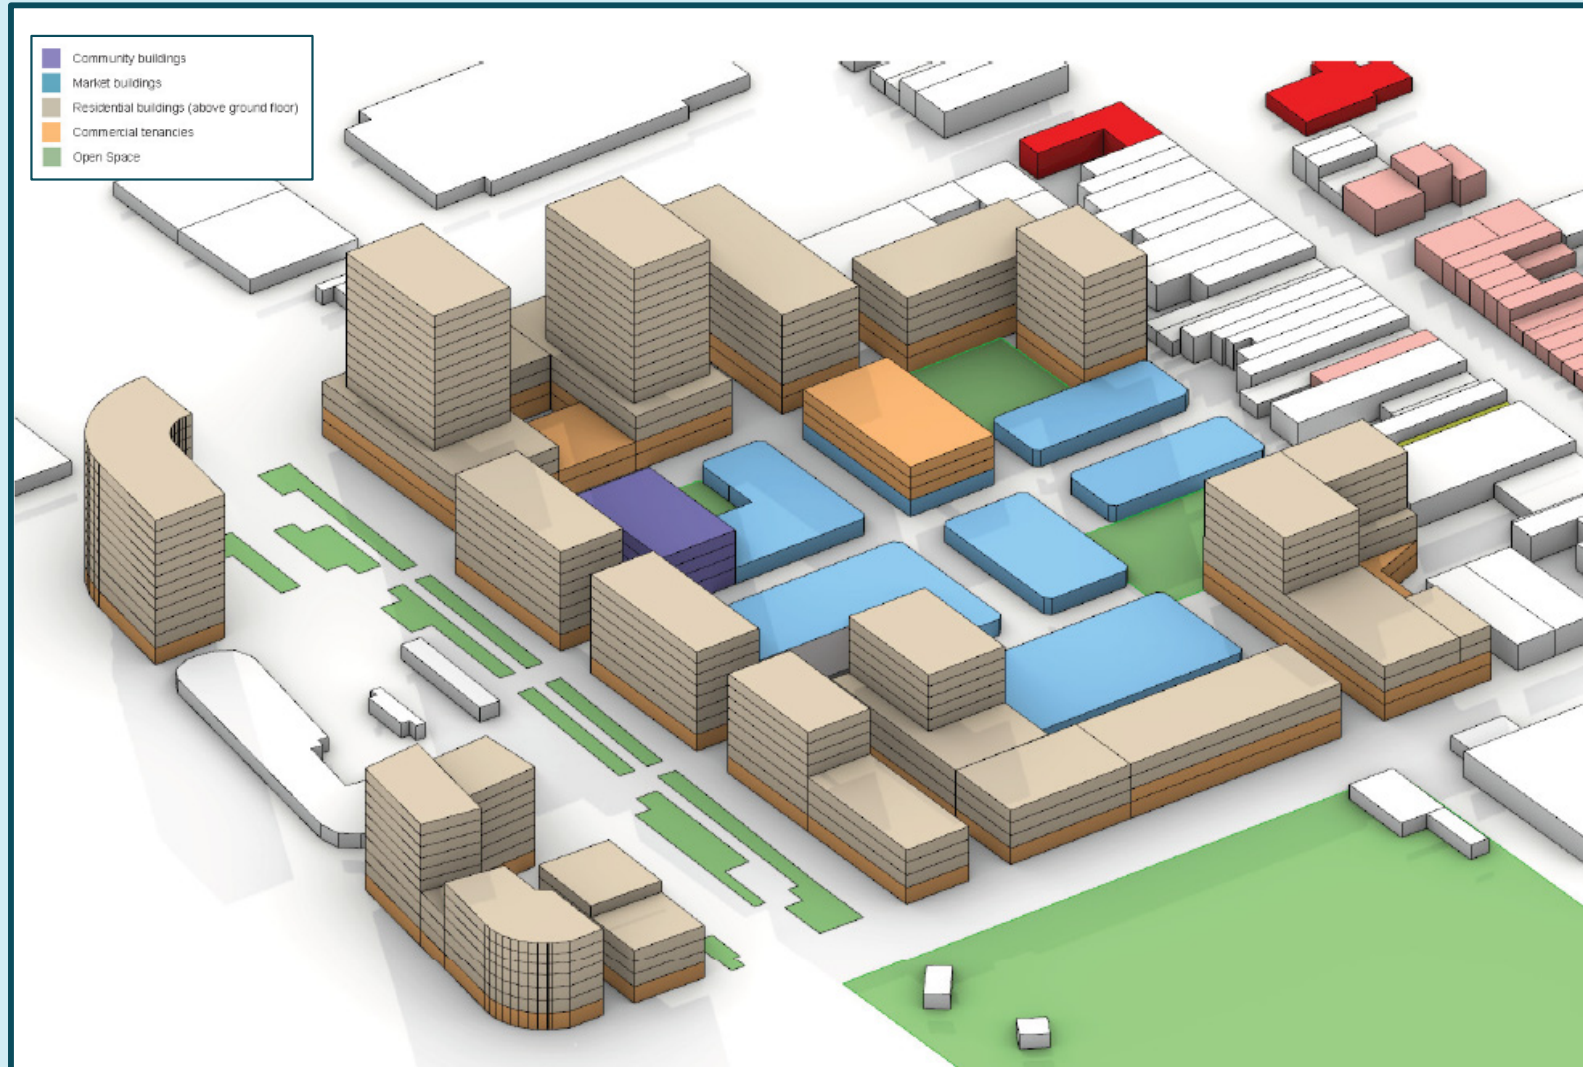 Community buildings
Market buildings
Residential buildings (above ground floor)
Commercial tenancies
Open Space